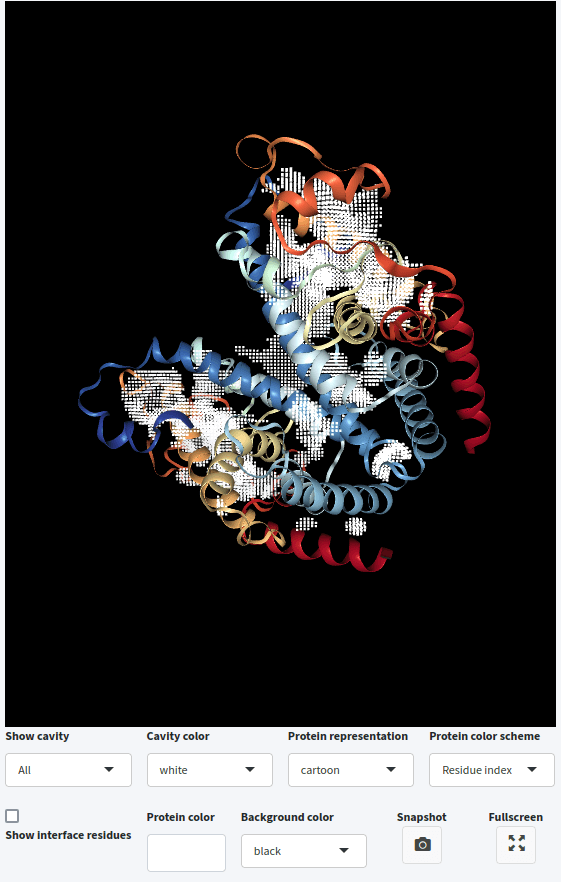 Show cavity Cavity color Protein representation Protein color scheme
All white cartoon Residue index
Protein color Background color Snapshot Fullscreen
Show interface residues
black